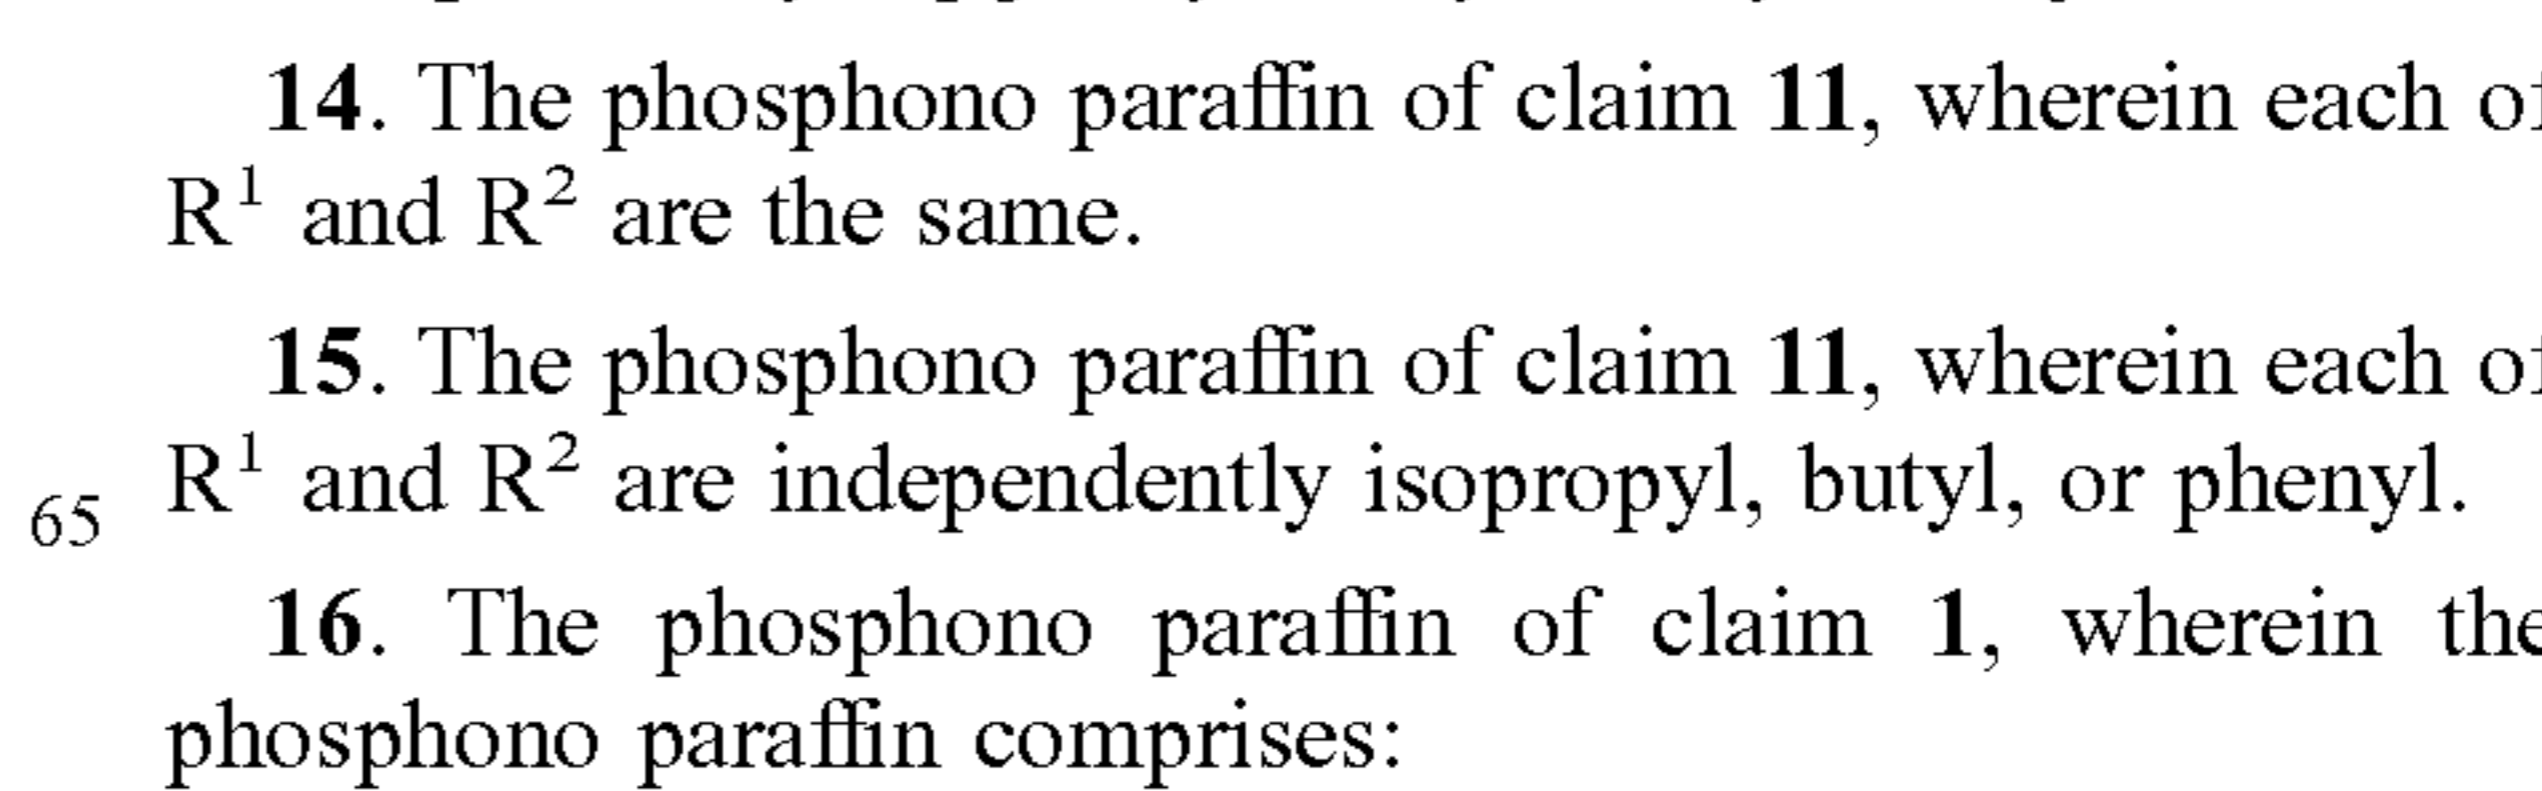 14. The phosphono paraffin of claim 11, wherein each of
R¹ and R² are the same.
15. The phosphono paraffin of claim 11, wherein each of
R¹ and R² are independently isopropyl, butyl, or phenyl.
65
16. The phosphono paraffin of claim 1, wherein the
phosphono paraffin comprises: